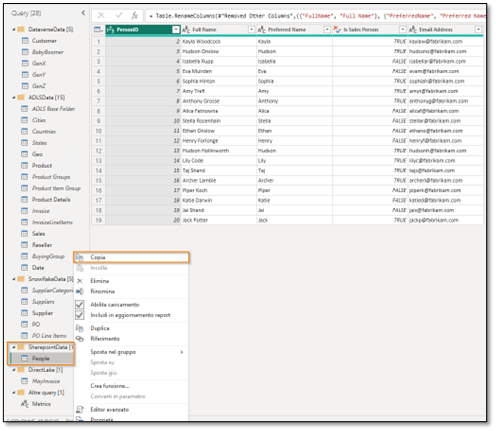 Query [28]
DataverseData [5]
Customer
BabyBoomer
GenX
GenY
GenZ
ADLSData [15]
ADLS Base Folder
Cities
Countries
States
Geo
Product
Product Groups
Product Item Group
Product Details
Invoice
InvoiceLineItems
Sales
Reseller
BuyingGroup
Date
SnowflakeData [5]
SupplierCategorie
Suppliers
Supplier
PO
PO Line Items
SharepointData [1
People
DirectLake [1]
MayInvoice
Altre query [1]
Metrics
= Table.RenameColumns(#"Removed Other Columns",{{"FullName", "Full Name"}, {"PreferredName", "Preferred Name
PersonID Full Name Preferred Name Is Sales Person Email Address
1 2 Kayla Woodcock Kayla TRUE kaylaw@fabrikam.com
2 3 Hudson Onslow Hudson TRUE hudsono@fabrikam.com
3 4 Isabella Rupp Isabella FALSE isabellar@fabrikam.com
4 5 Eva Muirden Eva FALSE evam@fabrikam.com
5 6 Sophia Hinton Sophia TRUE sophiah@fabrikam.com
6 7 Amy Trefl Amy TRUE amyt@fabrikam.com
7 8 Anthony Grosse Anthony TRUE anthonyg@fabrikam.com
8 9 Alica Fatnowna Alica FALSE alicaf@fabrikam.com
9 10 Stella Rosenhain Stella FALSE stellar@fabrikam.com
10 11 Ethan Onslow Ethan FALSE ethano@fabrikam.com
11 12 Henry Forlonge Henry FALSE henryf@fabrikam.com
12 13 Hudson Hollinworth Hudson TRUE hudsonh@fabrikam.com
13 14 Lily Code Lily TRUE lilyc@fabrikam.com
14 15 Taj Shand Taj TRUE tajs@fabrikam.com
15 16 Archer Lamble Archer TRUE archerl@fabrikam.com
16 17 Piper Koch Piper FALSE piperk@fabrikam.com
17 18 Katie Darwin Katie FALSE katied@fabrikam.com
18 19 Jai Shand Jai FALSE jais@fabrikam.com
19 20 Jack Potter Jack TRUE jackp@fabrikam.com
Copia
Incolla
Elimina
Rinomina
Abilita caricamento
Includi in aggiornamento report
Duplica
Riferimento
Sposta nel gruppo
Sposta su
Sposta giù
Crea funzione...
Converti in parametro
Editor avanzato
Proprietà